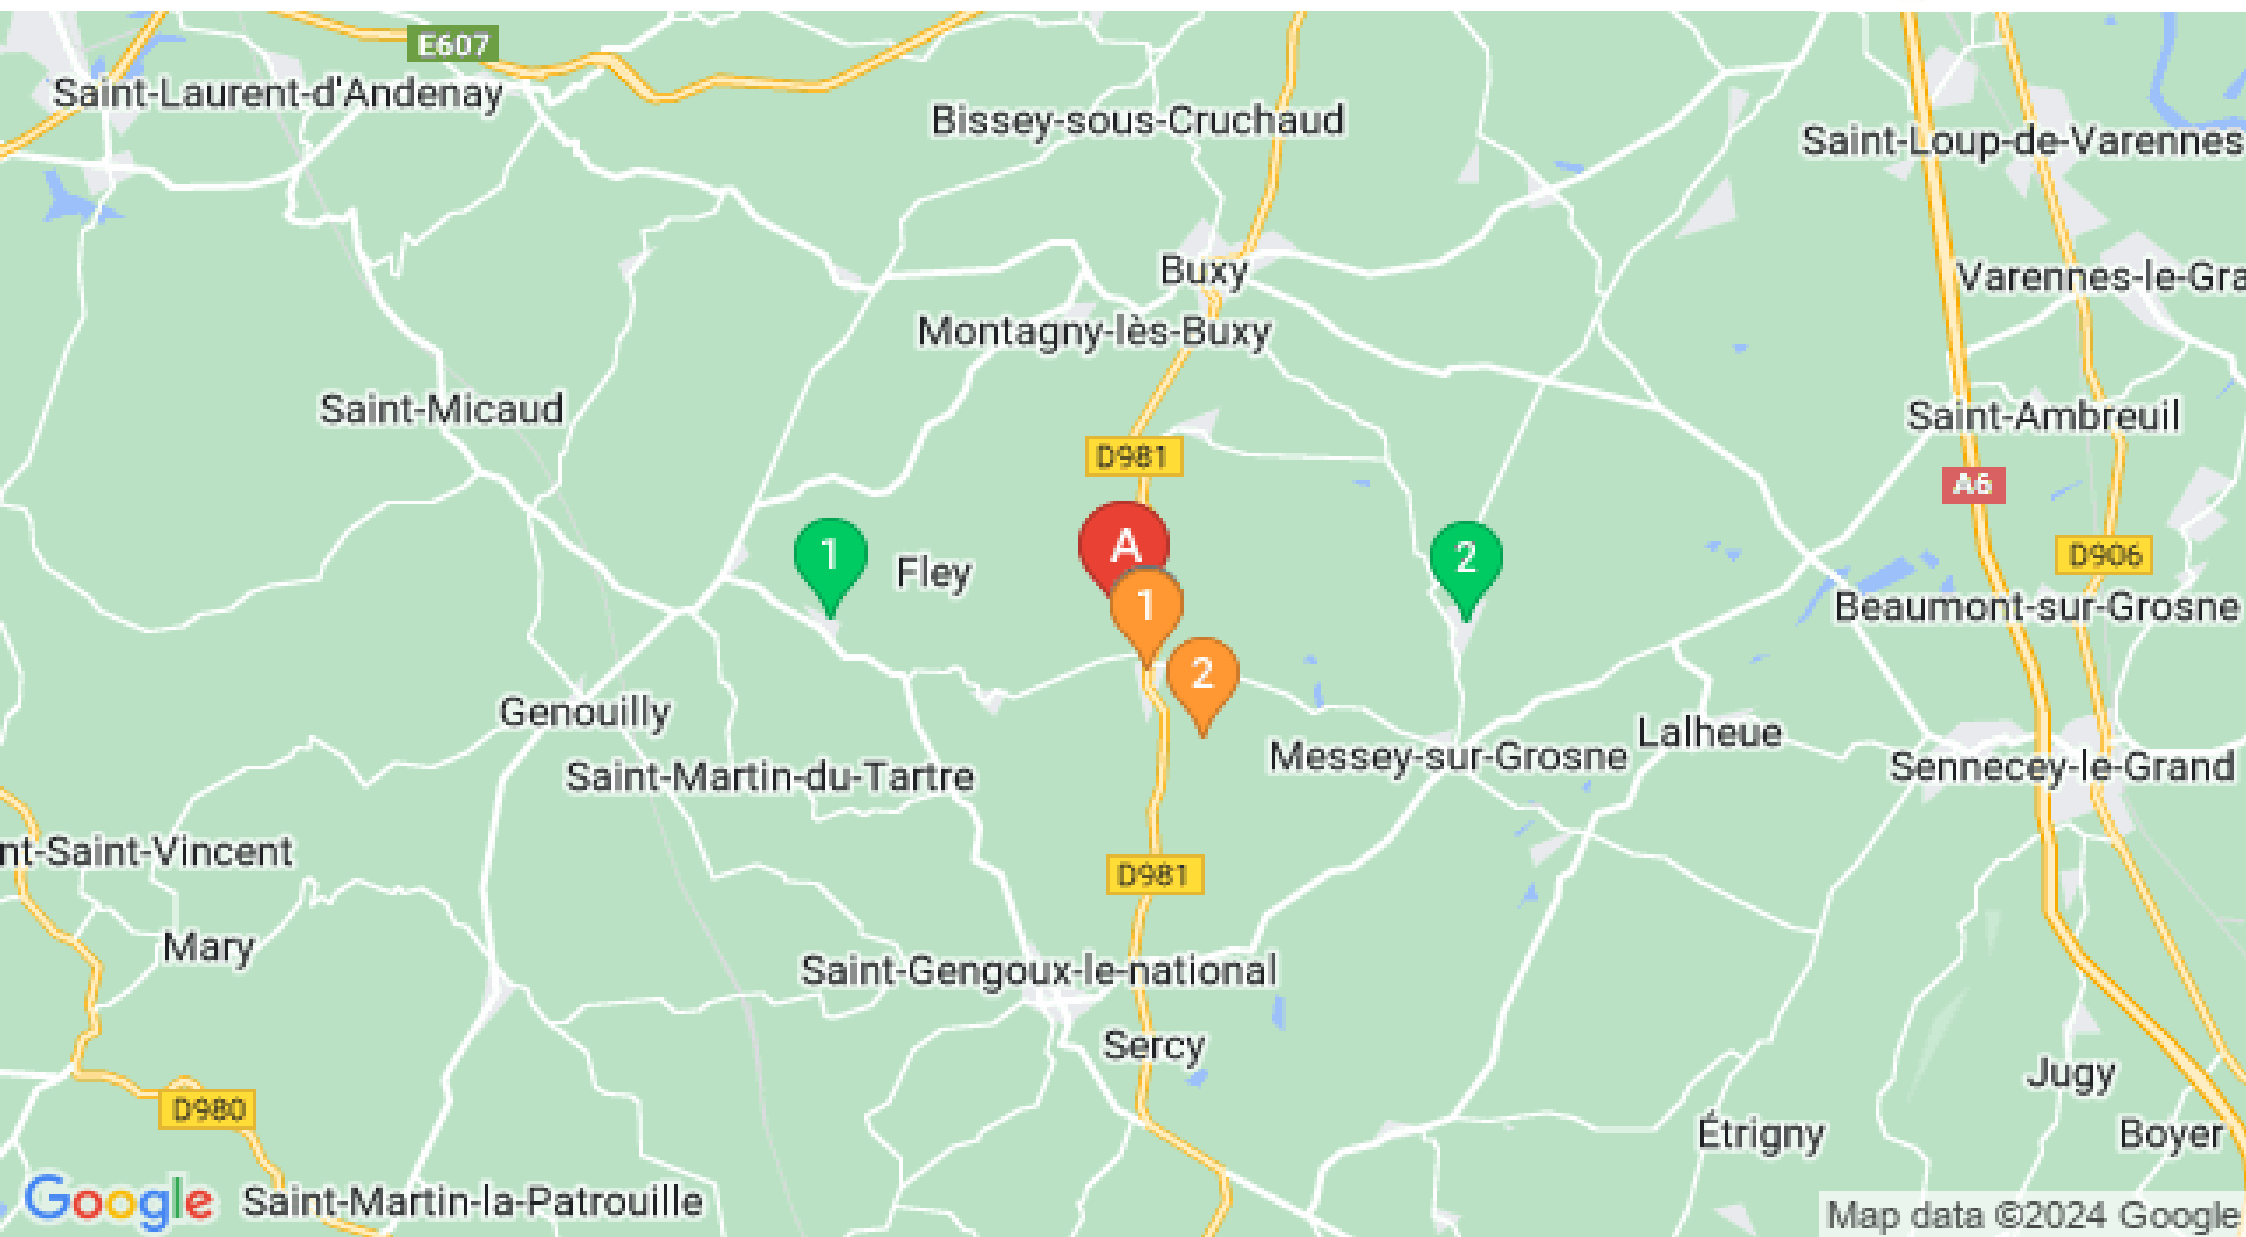 E607
Saint-Laurent-d'Andenay
Bissey-sous-Cruchaud
Saint-Loup-de-Varennes
Buxy
Varennes-le-Gra
Montagny-lès-Buxy
Saint-Micaud
Saint-Ambreuil
D981
A6
1
Fley
A
2
D906
1
Beaumont-sur-Grosne
2
Genouilly
Lalheue
Messey-sur-Grosne
Saint-Martin-du-Tartre
Sennecey-le-Grand
nt-Saint-Vincent
D981
Mary
Saint-Gengoux-le-national
Sercy
Jugy
D980
Étrigny
Boyer
Google
Saint-Martin-la-Patrouille
Map data ©2024 Google